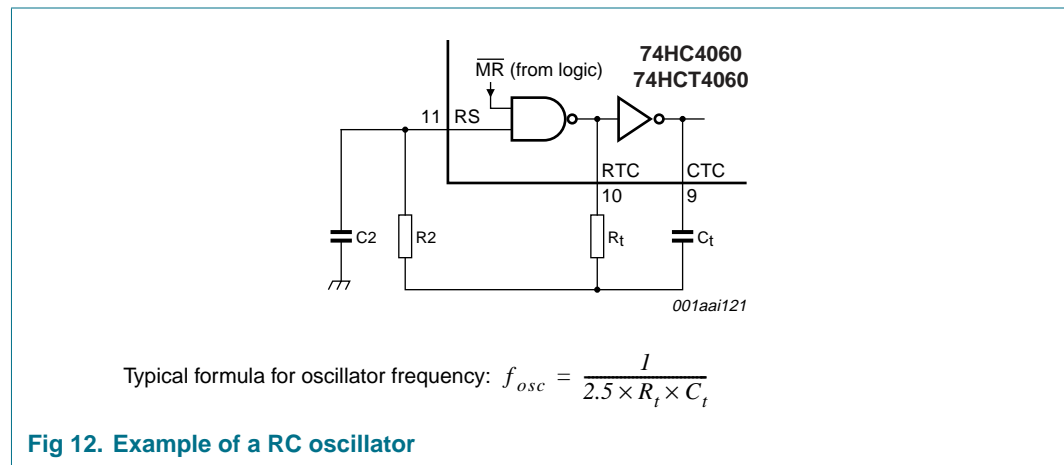 74HC4060
74HCT4060
MR (from logic)
11 RS
RTC CTC
10 9
C2 R2 Rt Ct
001aai121
Typical formula for oscillator frequency: fosc = 1 / (2.5 × Rt × Ct)
Fig 12. Example of a RC oscillator